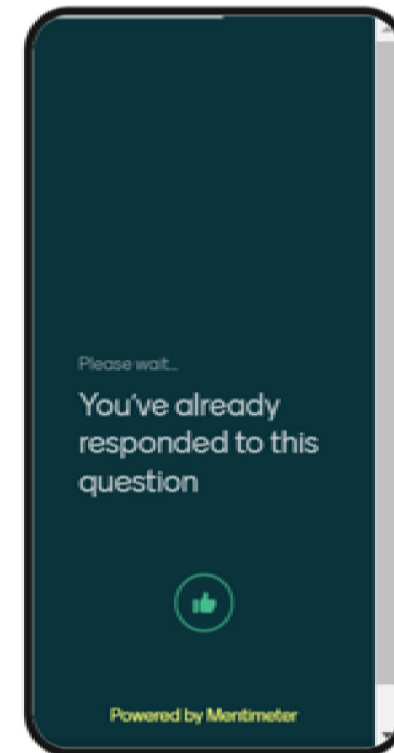 Please wait...
You've already
responded to this
question
Powered by Mentimeter